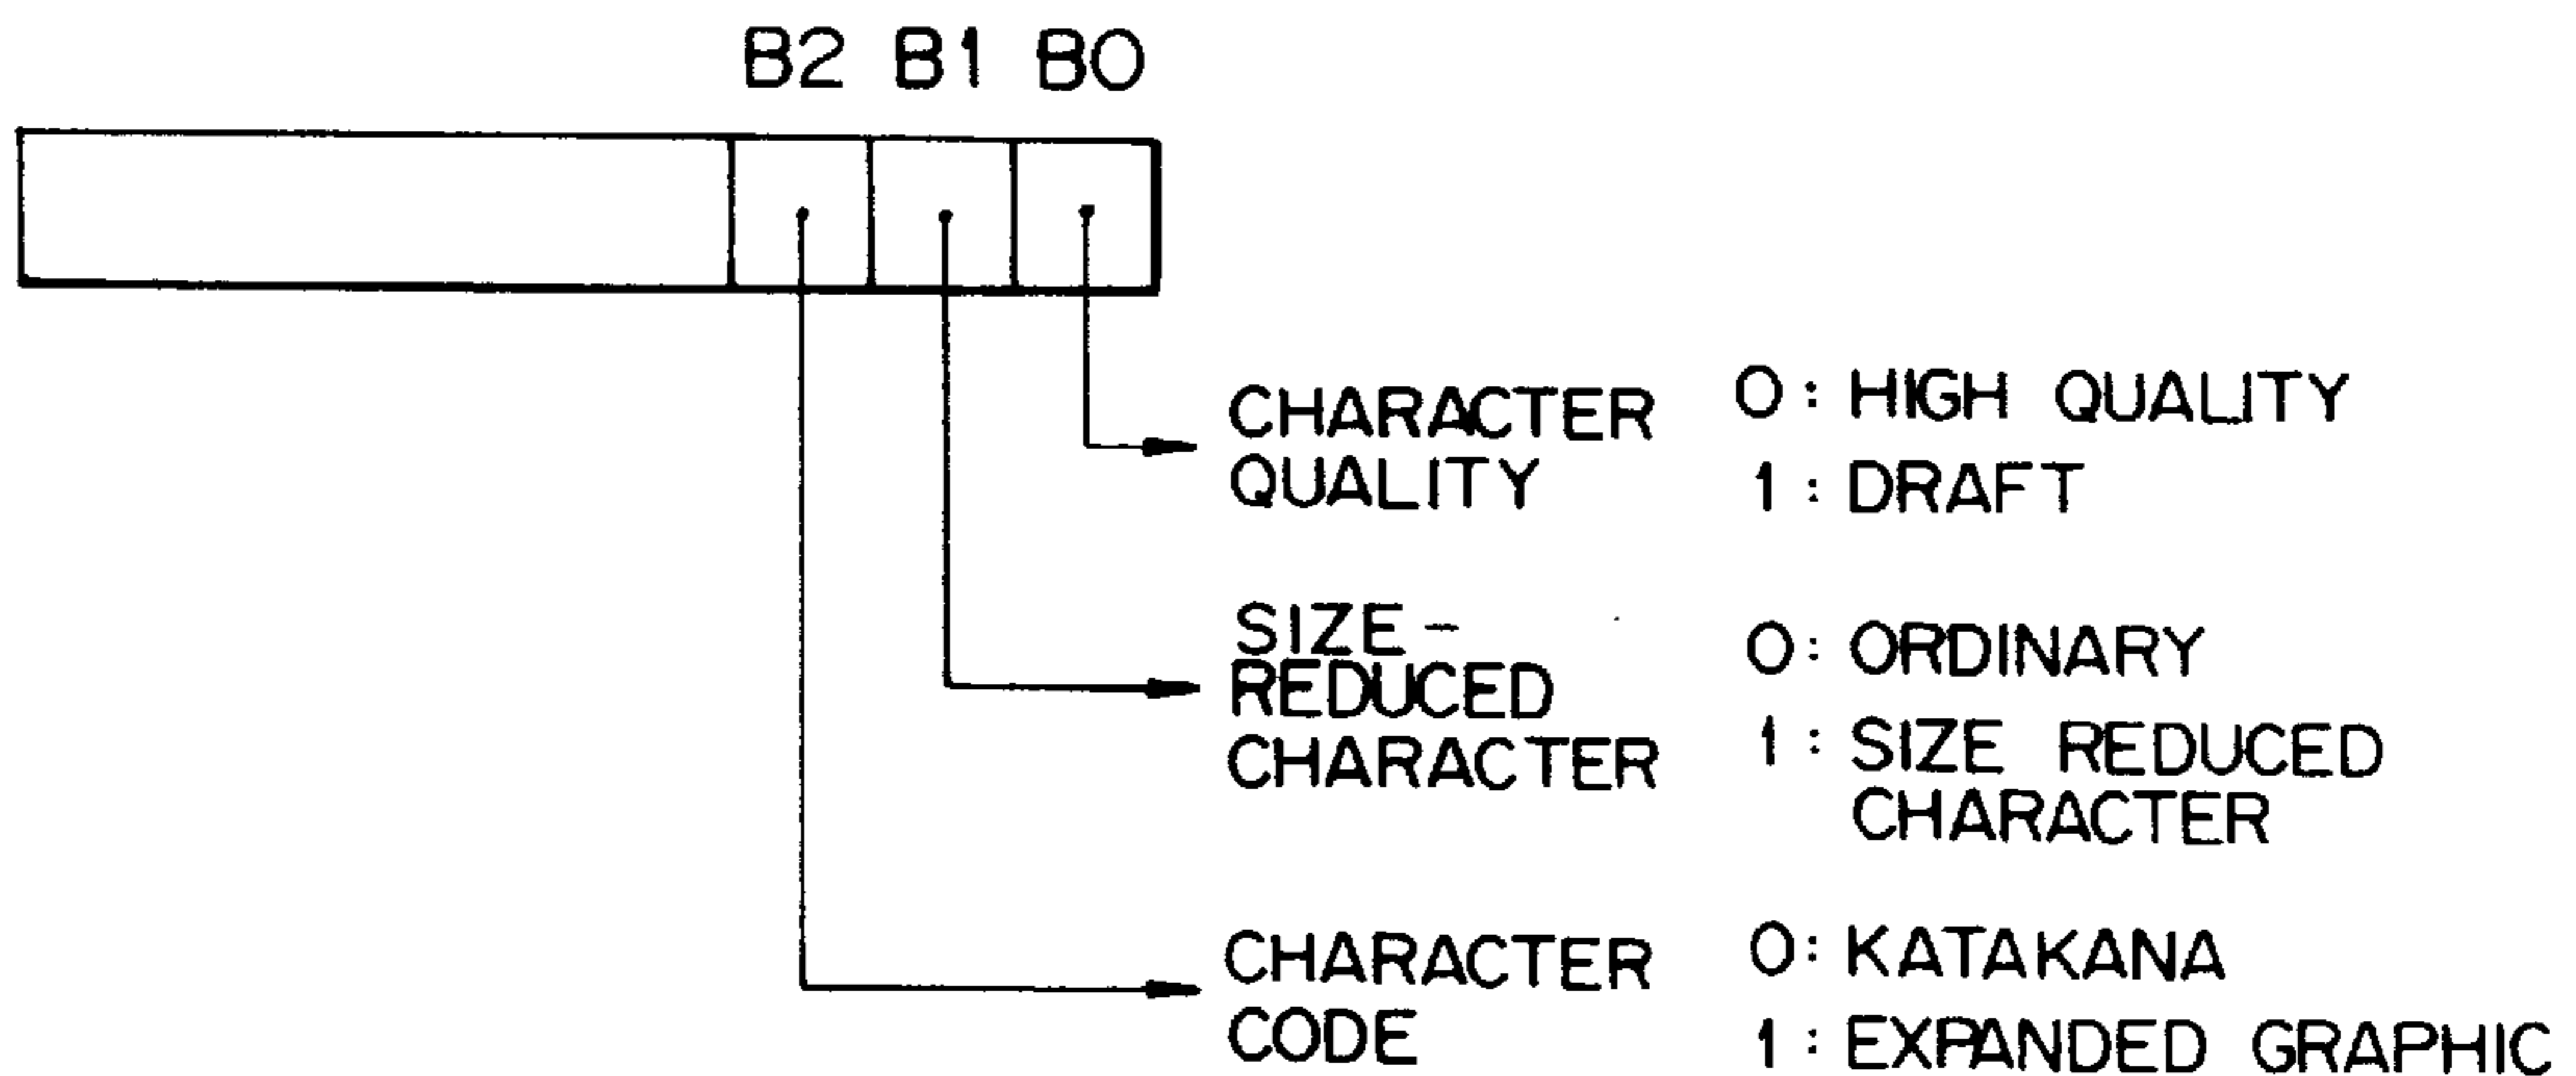 B2 B1 B0
CHARACTER
QUALITY
0: HIGH QUALITY
1: DRAFT
SIZE-
REDUCED
CHARACTER
0: ORDINARY
1: SIZE REDUCED
CHARACTER
CHARACTER
CODE
0: KATAKANA
1: EXPANDED GRAPHIC